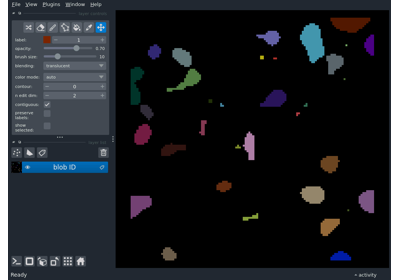 File View Plugins Window Help
label: 1
opacity: 0.70
brush size: 10
blending: translucent
color mode: auto
contour: 0
n edit dim: 2
contiguous:
preserve
labels:
show
selected:
blob ID
Ready
activity